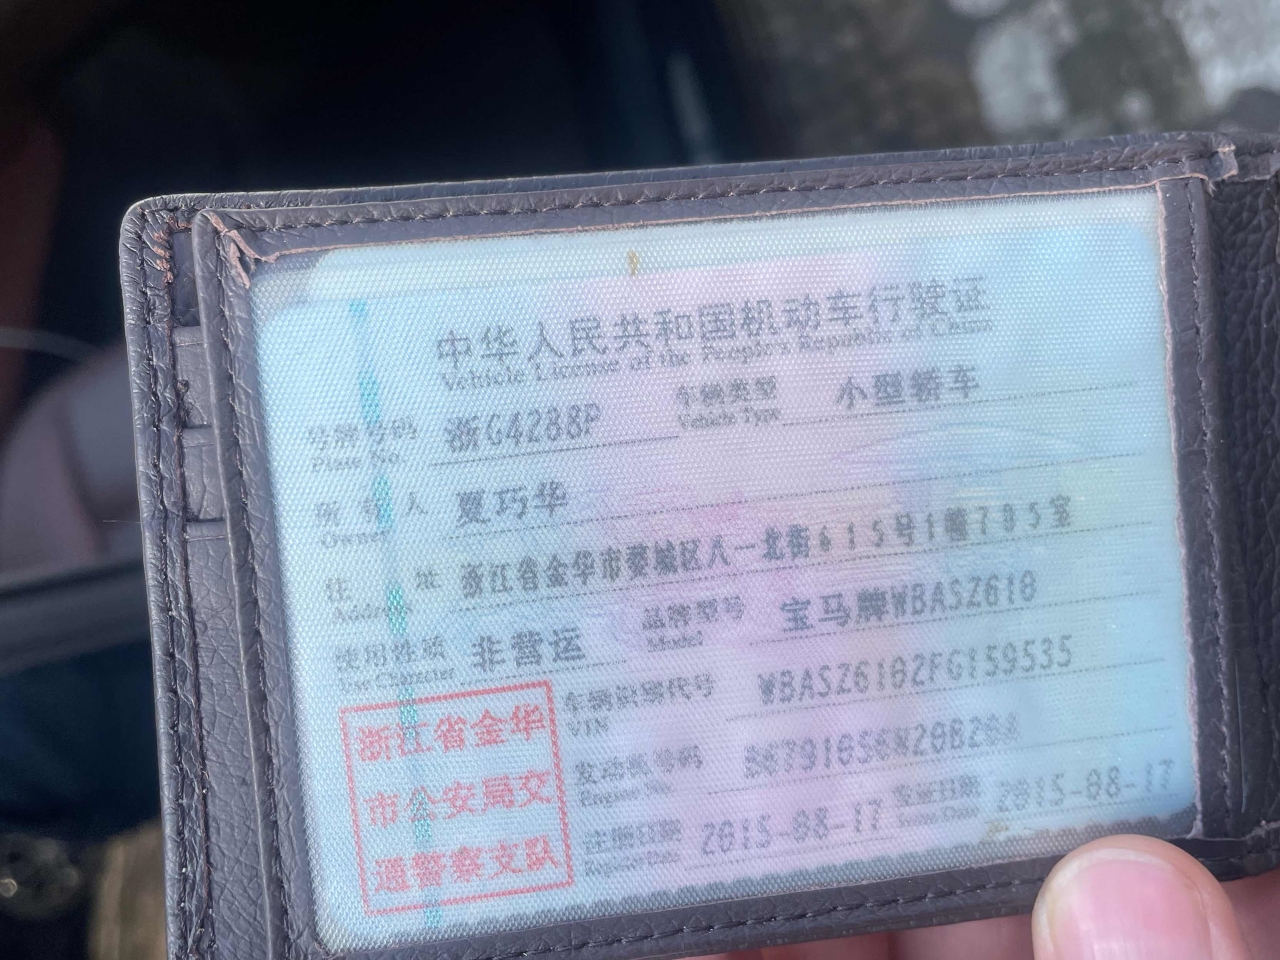 中华人民共和国机动车行驶证
Vehicle License of the People's Republic of China
号牌号码 浙G4288P 车辆类型 小型轿车
Plate No. Vehicle Type
所有人 夏巧华
Owner
住址 浙江省金华市婺城区八一北街615号1幢705室
Address
使用性质 非营运 品牌型号 宝马牌WBASZ610
Use Character Model
车辆识别代号 WBASZ6102FG159535
VIN
浙江省金华
市公安局交
通警察支队
发动机号码
Engine No.
注册日期 2015-08-17 发证日期 2015-08-17
Register Date Issue Date